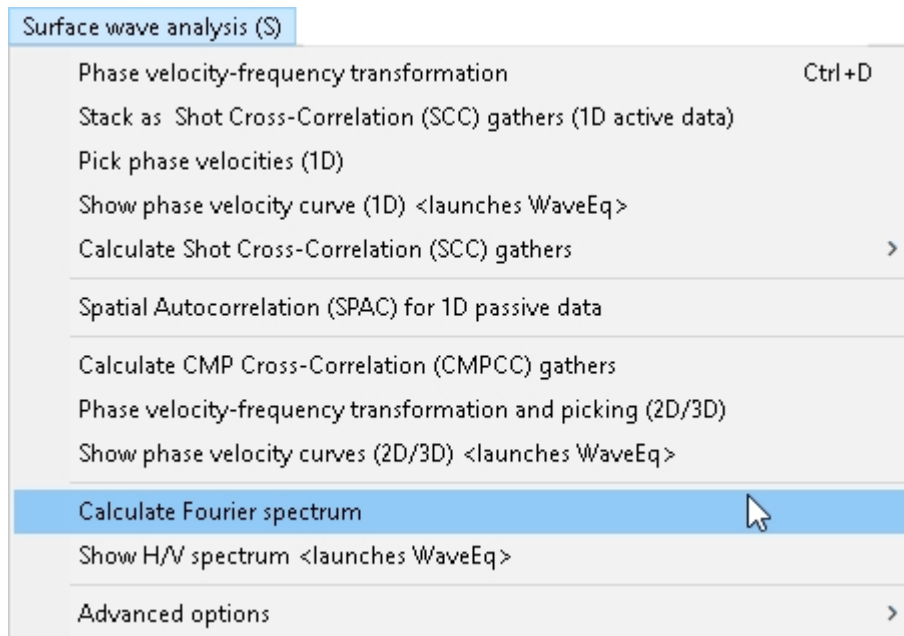 Surface wave analysis (S)
Phase velocity-frequency transformation Ctrl+D
Stack as Shot Cross-Correlation (SCC) gathers (1D active data)
Pick phase velocities (1D)
Show phase velocity curve (1D) <launches WaveEq>
Calculate Shot Cross-Correlation (SCC) gathers
Spatial Autocorrelation (SPAC) for 1D passive data
Calculate CMP Cross-Correlation (CMPCC) gathers
Phase velocity-frequency transformation and picking (2D/3D)
Show phase velocity curves (2D/3D) <launches WaveEq>
Calculate Fourier spectrum
Show H/V spectrum <launches WaveEq>
Advanced options